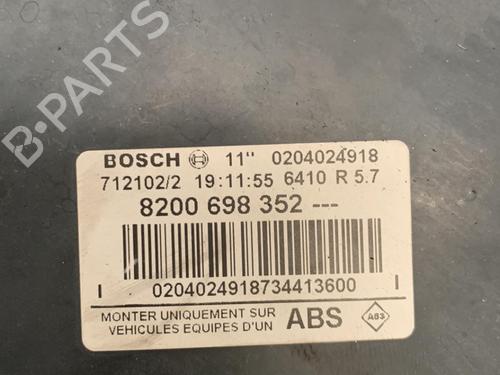 B-PARTS
BOSCH 11" 0204024918
712102/2 19:11:55 6410 R 5.7
8200 698 352 ---
I 0204024918734413600 I
MONTER UNIQUEMENT SUR
VEHICULES EQUIPES D'UN ABS